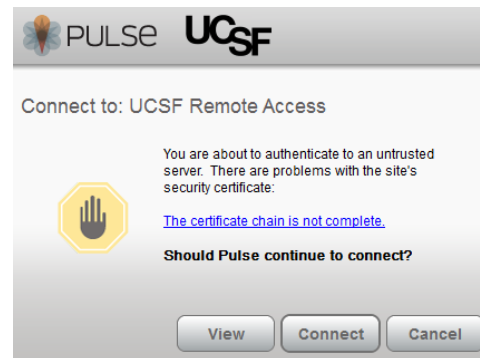 PULSE UCSF
Connect to: UCSF Remote Access
You are about to authenticate to an untrusted
server. There are problems with the site's
security certificate:
The certificate chain is not complete.
Should Pulse continue to connect?
View Connect Cancel